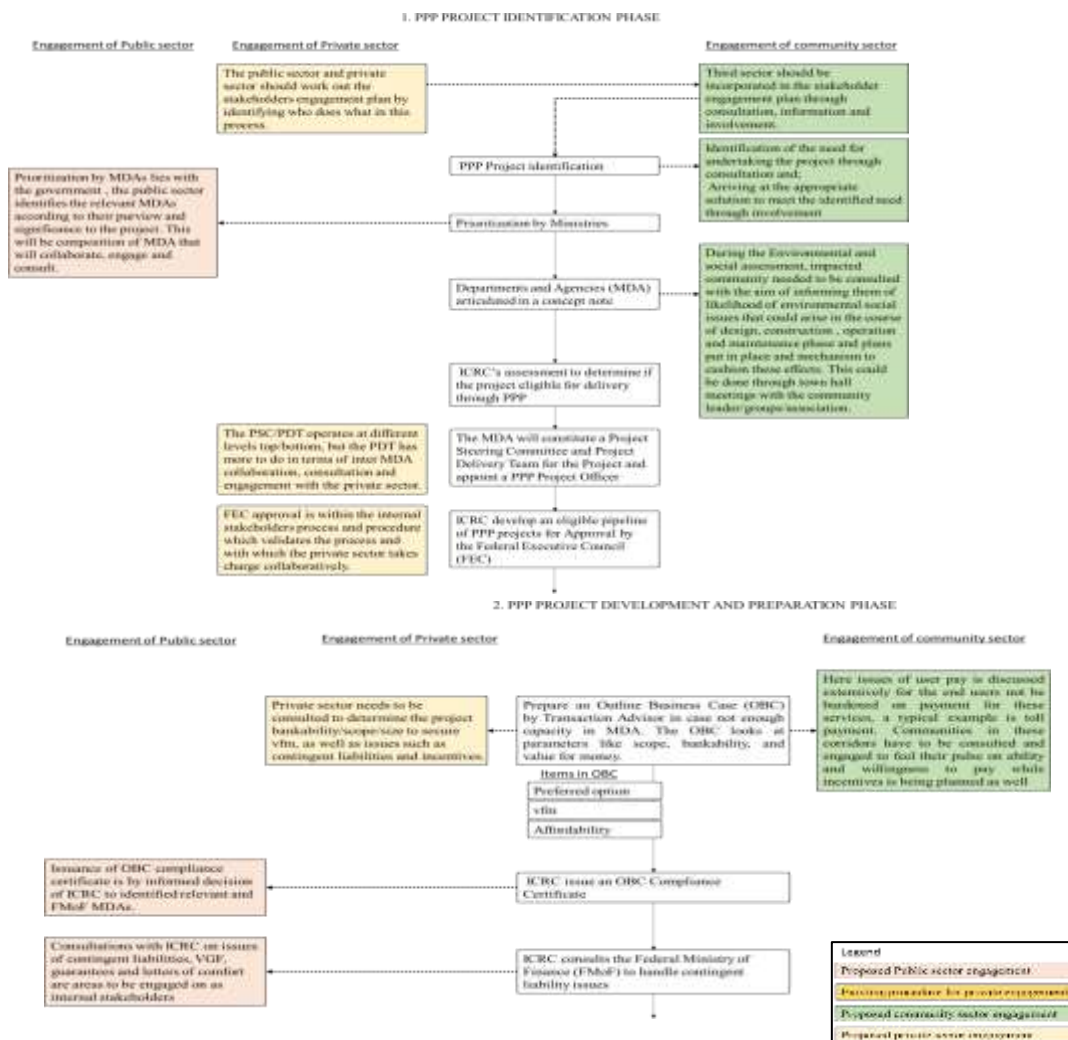 1. PPP PROJECT IDENTIFICATION PHASE
Engagement of Public sector
Engagement of Private sector
Engagement of community sector
The public sector and private
sector should work out the
stakeholders engagement plan by
identifying who does what in this
process.
Third sector should be
incorporated in the stakeholder
engagement plan through
consultation, information and
involvement.
PPP Project identification
Identification of the need for
undertaking the project through
consultation and;
Arriving at the appropriate
solution to meet the identified need
through involvement
Prioritization by MDAs lies with
the government , the public sector
identifies the relevant MDAs
according to their purview and
significance to the project. This
will be composition of MDA that
will collaborate, engage and
consult.
Prioritization by Ministries
Departments and Agencies (MDA)
articulated in a concept note
During the Environmental and
social assessment, impacted
community needed to be consulted
with the aim of informing them of
likelihood of environmental social
issues that could arise in the course
of design, construction , operation
and maintenance phase and plans
put in place and mechanism to
cushion these effects. This could
be done through town hall
meetings with the community
leader/groups/association.
ICRC's assessment to determine if
the project eligible for delivery
through PPP
The PSC/PDT operates at different
levels top/bottom, but the PDT has
more to do in terms of inter MDA
collaboration, consultation and
engagement with the private sector.
The MDA will constitute a Project
Steering Committee and Project
Delivery Team for the Project and
appoint a PPP Project Officer
FEC approval is within the internal
stakeholders process and procedure
which validates the process and
with which the private sector takes
charge collaboratively.
ICRC develop an eligible pipeline
of PPP projects for Approval by
the Federal Executive Council
(FEC)
2. PPP PROJECT DEVELOPMENT AND PREPARATION PHASE
Engagement of Public sector
Engagement of Private sector
Engagement of community sector
Private sector needs to be
consulted to determine the project
bankability/scope/size to secure
vfm, as well as issues such as
contingent liabilities and incentives.
Prepare an Outline Business Case (OBC)
by Transaction Advisor in case not enough
capacity in MDA. The OBC looks at
parameters like scope, bankability, and
value for money.
Here issues of user pay is discussed
extensively for the end users not be
burdened on payment for these
services, a typical example is toll
payment. Communities in these
corridors have to be consulted and
engaged to feel their pulse on ability
and willingness to pay while
incentives is being planned as well
Items in OBC
Preferred option
vfm
Affordability
Issuance of OBC compliance
certificate is by informed decision
of ICRC to identified relevant and
FMoF MDAs.
ICRC issue an OBC Compliance
Certificate
Consultations with ICRC on issues
of contingent liabilities, VGF,
guarantees and letters of comfort
are areas to be engaged on as
internal stakeholders
ICRC consults the Federal Ministry of
Finance (FMoF) to handle contingent
liability issues
Legend
Proposed Public sector engagement
Existing procedure for private engagement
Proposed community sector engagement
Proposed private sector engagement